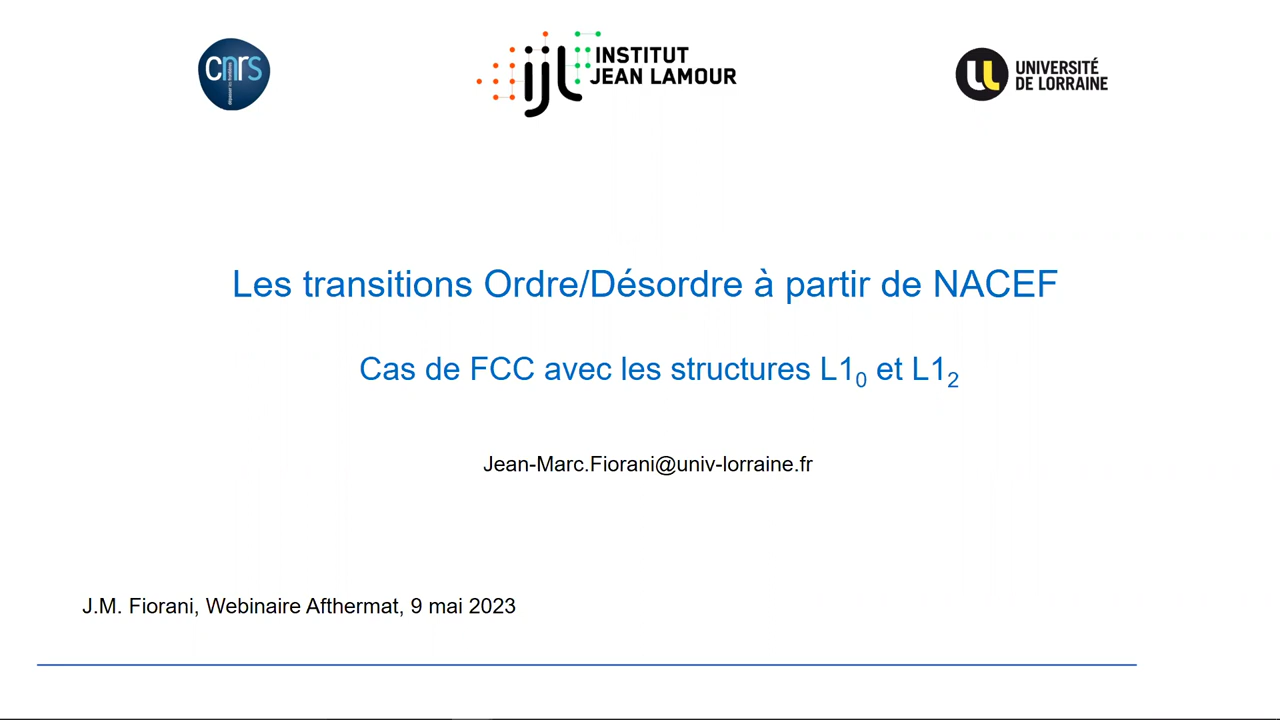 cnrs
ijl
INSTITUT
JEAN LAMOUR
UNIVERSITÉ
DE LORRAINE
Les transitions Ordre/Désordre à partir de NACEF
Cas de FCC avec les structures L1₀ et L1₂
Jean-Marc.Fiorani@univ-lorraine.fr
J.M. Fiorani, Webinaire Afthermat, 9 mai 2023